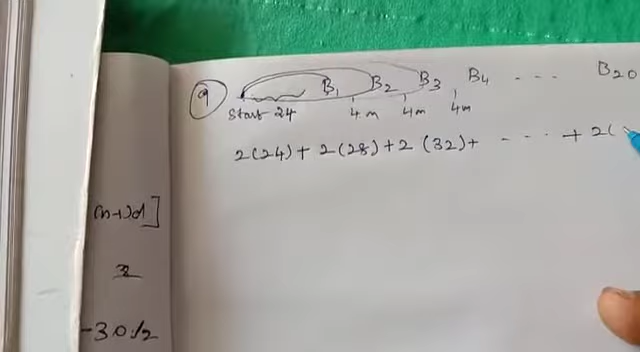 9 B₁ B₂ B₃ B₄ - - - B₂₀
Start 24 4m 4m 4m
2(24) + 2(28) + 2(32) + - - - - + 2(
(n-1)d]
-30/2